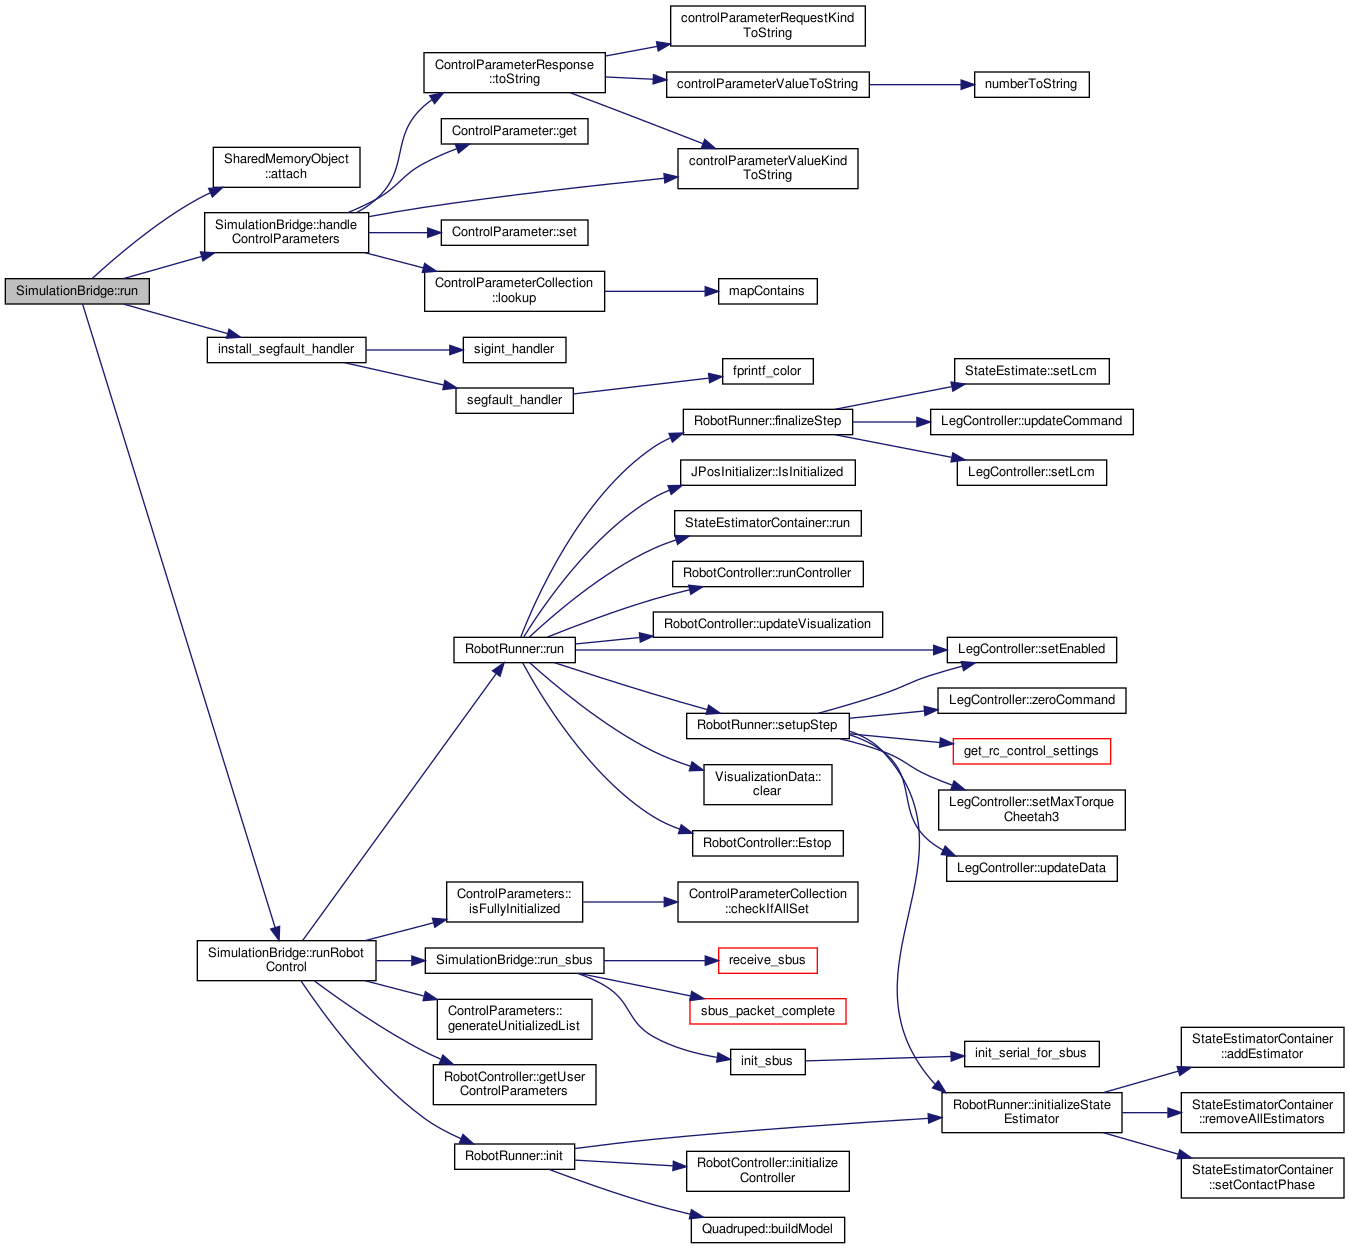 controlParameterRequestKind
ToString
ControlParameterResponse
::toString
controlParameterValueToString
numberToString
ControlParameter::get
SharedMemoryObject
::attach
controlParameterValueKind
ToString
SimulationBridge::handle
ControlParameters
ControlParameter::set
SimulationBridge::run
ControlParameterCollection
::lookup
mapContains
install_segfault_handler
sigint_handler
fprintf_color
StateEstimate::setLcm
segfault_handler
RobotRunner::finalizeStep
LegController::updateCommand
JPosInitializer::IsInitialized
LegController::setLcm
StateEstimatorContainer::run
RobotController::runController
RobotController::updateVisualization
RobotRunner::run
LegController::setEnabled
LegController::zeroCommand
RobotRunner::setupStep
get_rc_control_settings
VisualizationData::
clear
LegController::setMaxTorque
Cheetah3
RobotController::Estop
LegController::updateData
ControlParameters::
isFullyInitialized
ControlParameterCollection
::checkIfAllSet
SimulationBridge::runRobot
Control
SimulationBridge::run_sbus
receive_sbus
ControlParameters::
generateUnitializedList
sbus_packet_complete
init_sbus
init_serial_for_sbus
StateEstimatorContainer
::addEstimator
RobotController::getUser
ControlParameters
RobotRunner::initializeState
Estimator
StateEstimatorContainer
::removeAllEstimators
RobotRunner::init
RobotController::initialize
Controller
StateEstimatorContainer
::setContactPhase
Quadruped::buildModel